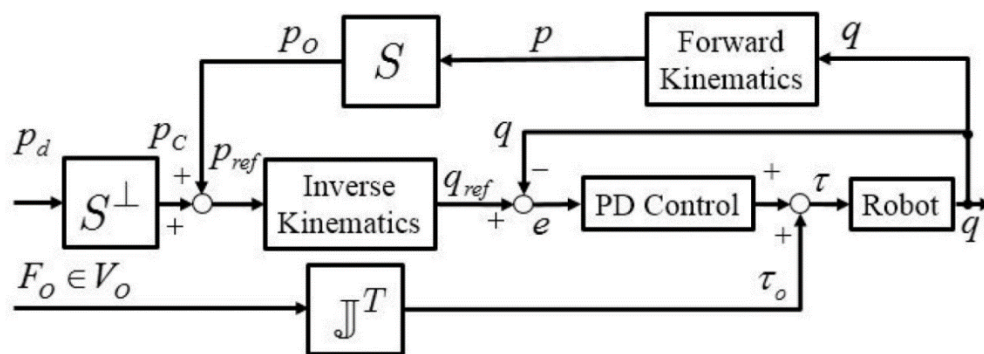 p_O
S
p
Forward
Kinematics
q
p_d
S^⊥
p_C
+
+
p_ref
Inverse
Kinematics
q_ref
q
−
+
e
PD Control
+
+
τ
Robot
q
F_O ∈ V_O
𝕁^T
τ_o